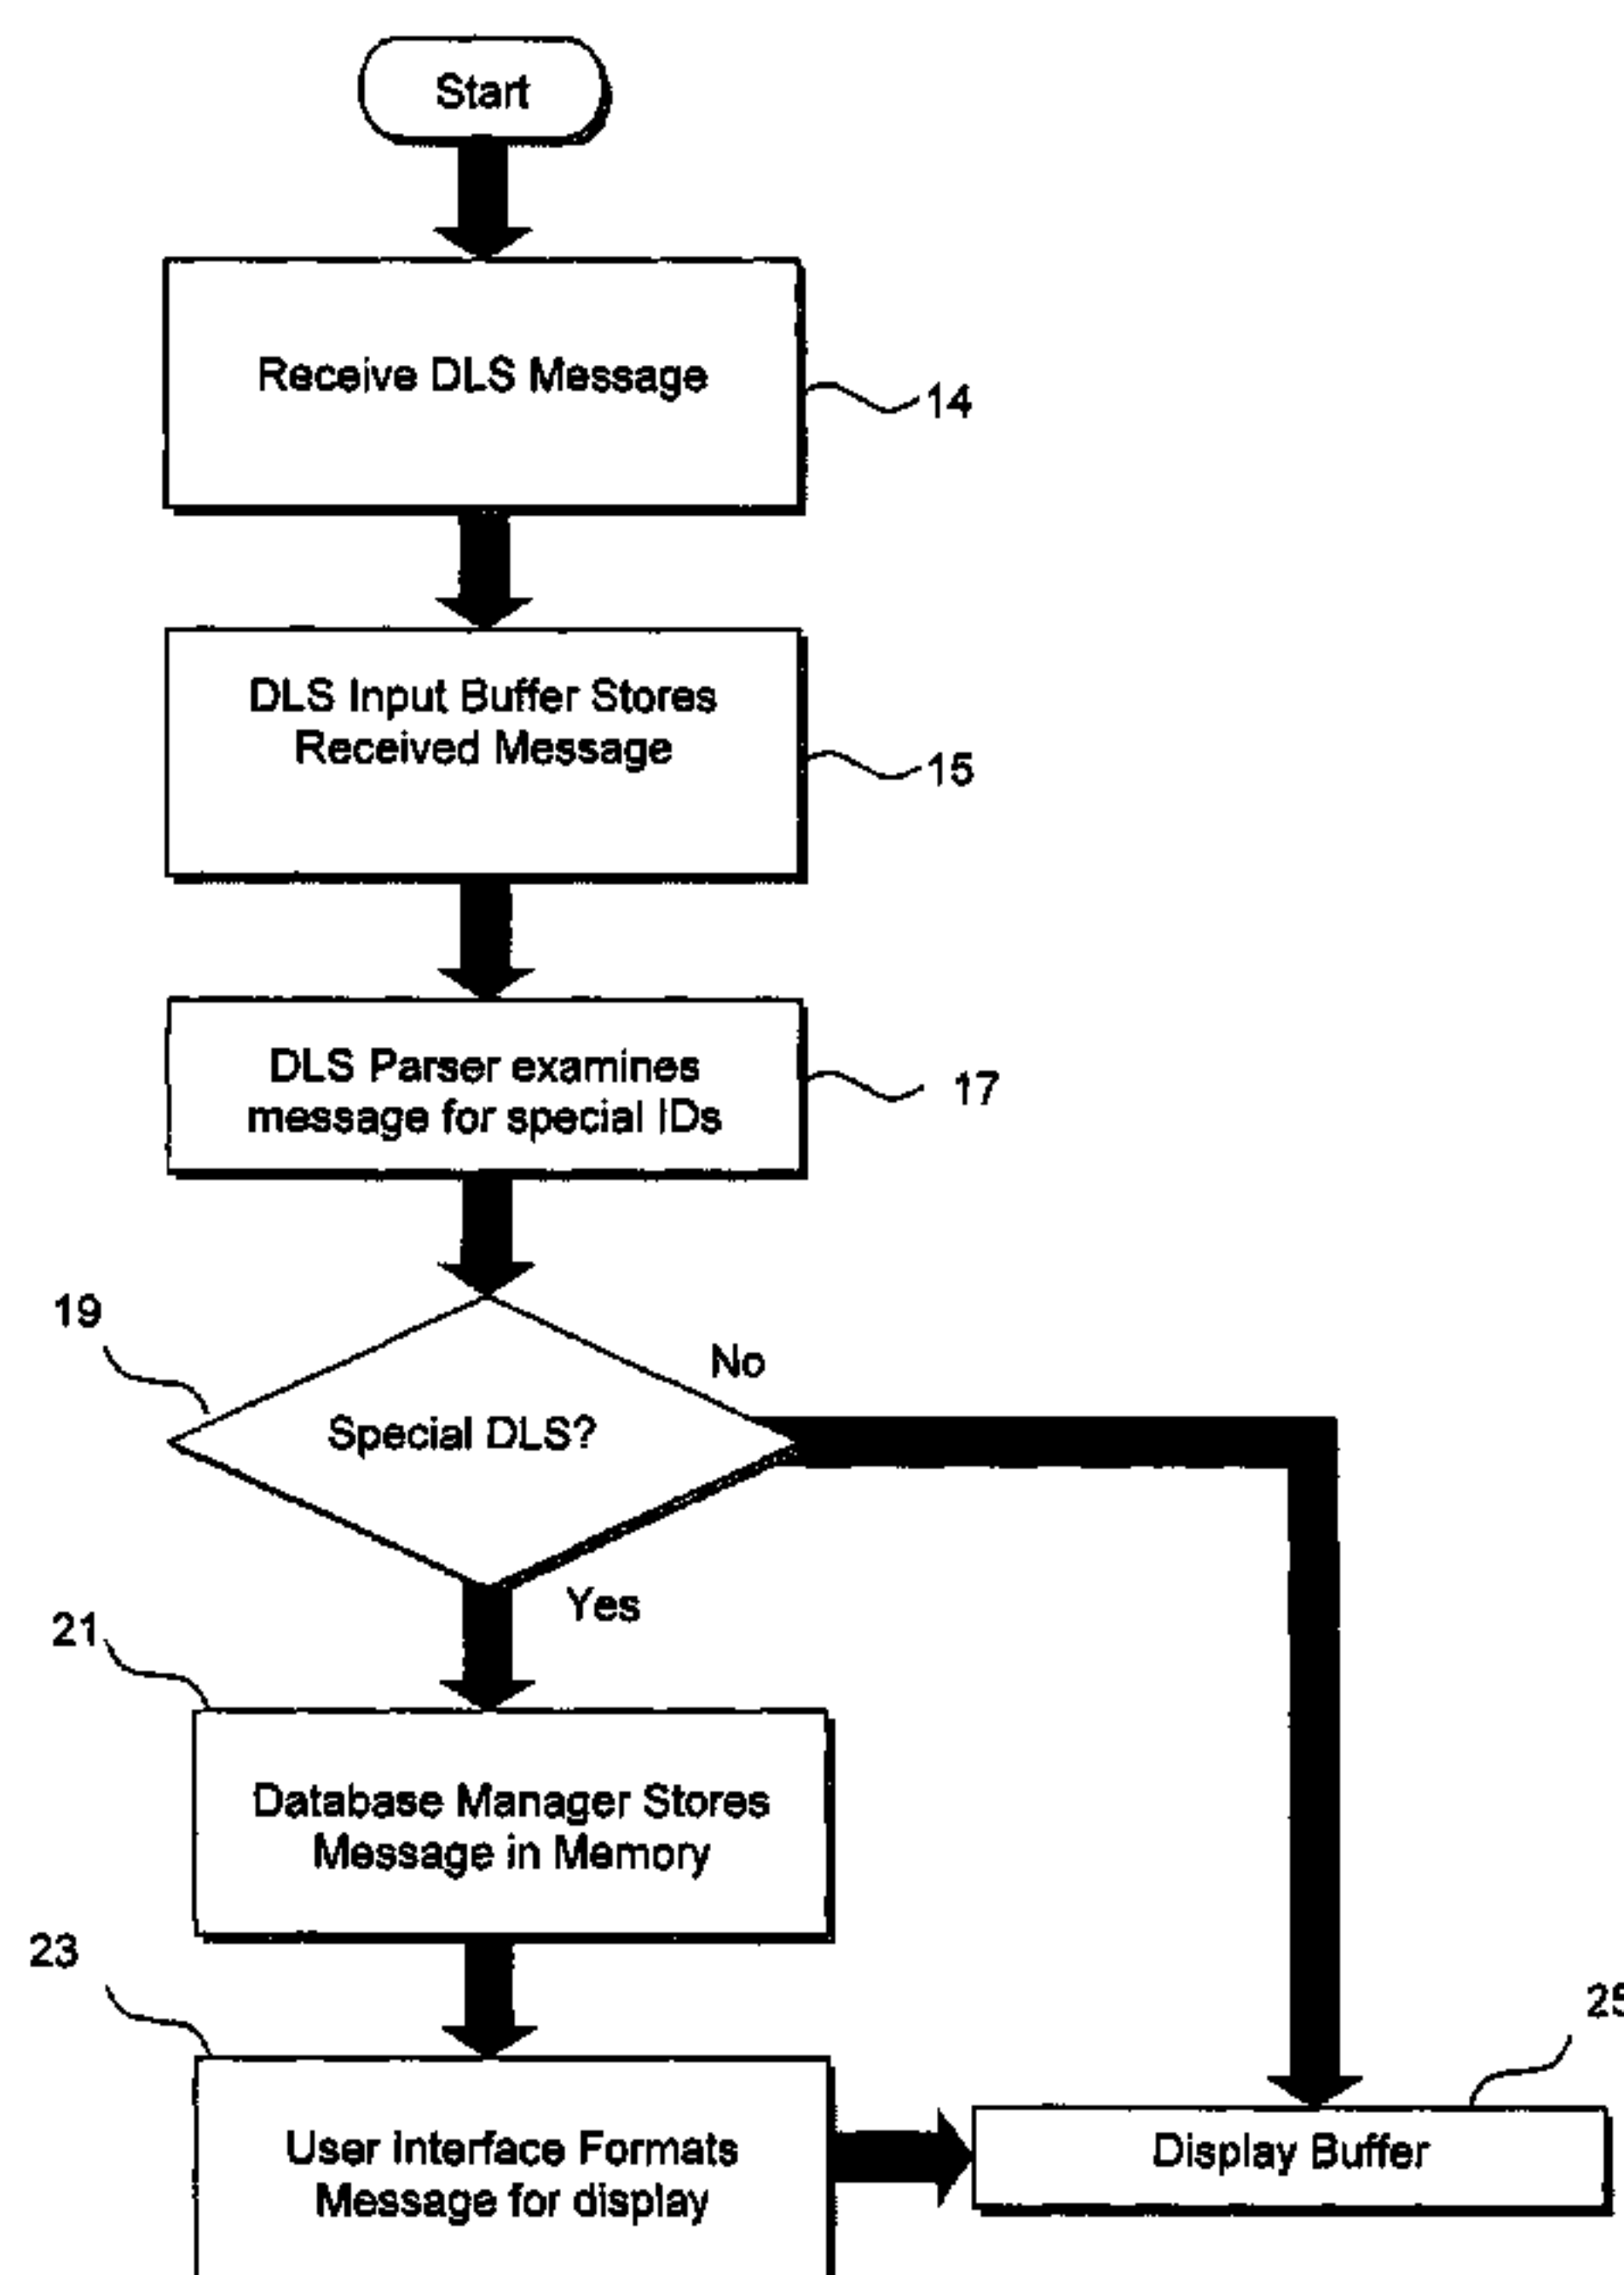 Start
Receive DLS Message
14
DLS Input Buffer Stores
Received Message
15
DLS Parser examines
message for special IDs
17
19
No
Special DLS?
Yes
21
Database Manager Stores
Message in Memory
23
User Interface Formats
Message for display
Display Buffer